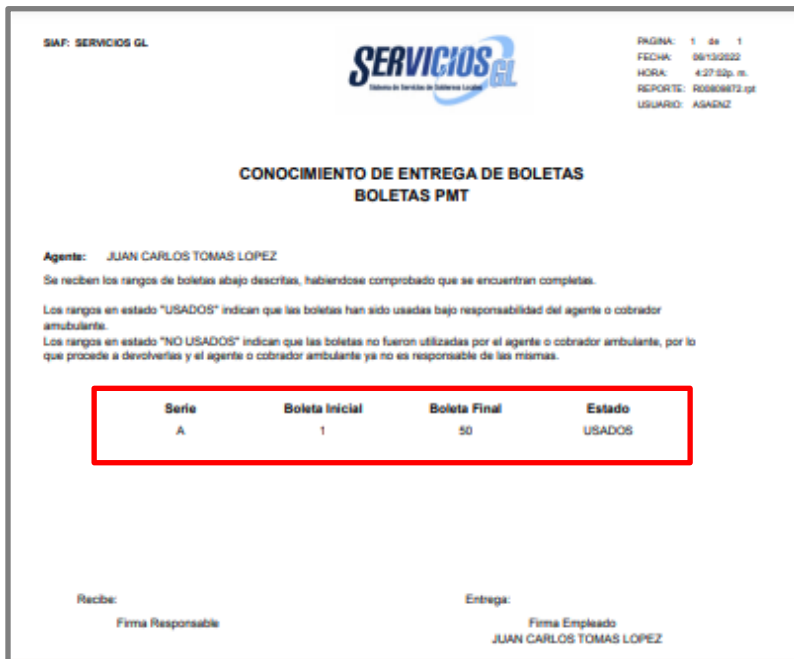 SIAF: SERVICIOS GL
SERVICIOS GL
Sistema de Servicios de Gobiernos Locales
PAGINA: 1 de 1
FECHA: 06/13/2022
HORA: 4:27:02p. m.
REPORTE: R00809872.rpt
USUARIO: ASAENZ
CONOCIMIENTO DE ENTREGA DE BOLETAS
BOLETAS PMT
Agente: JUAN CARLOS TOMAS LOPEZ
Se reciben los rangos de boletas abajo descritas, habiendose comprobado que se encuentran completas.
Los rangos en estado "USADOS" indican que las boletas han sido usadas bajo responsabilidad del agente o cobrador
amubulante.
Los rangos en estado "NO USADOS" indican que las boletas no fueron utilizadas por el agente o cobrador ambulante, por lo
que procede a devolverlas y el agente o cobrador ambulante ya no es responsable de las mismas.
Serie Boleta Inicial Boleta Final Estado
A 1 50 USADOS
Recibe: Entrega:
Firma Responsable Firma Empleado
JUAN CARLOS TOMAS LOPEZ